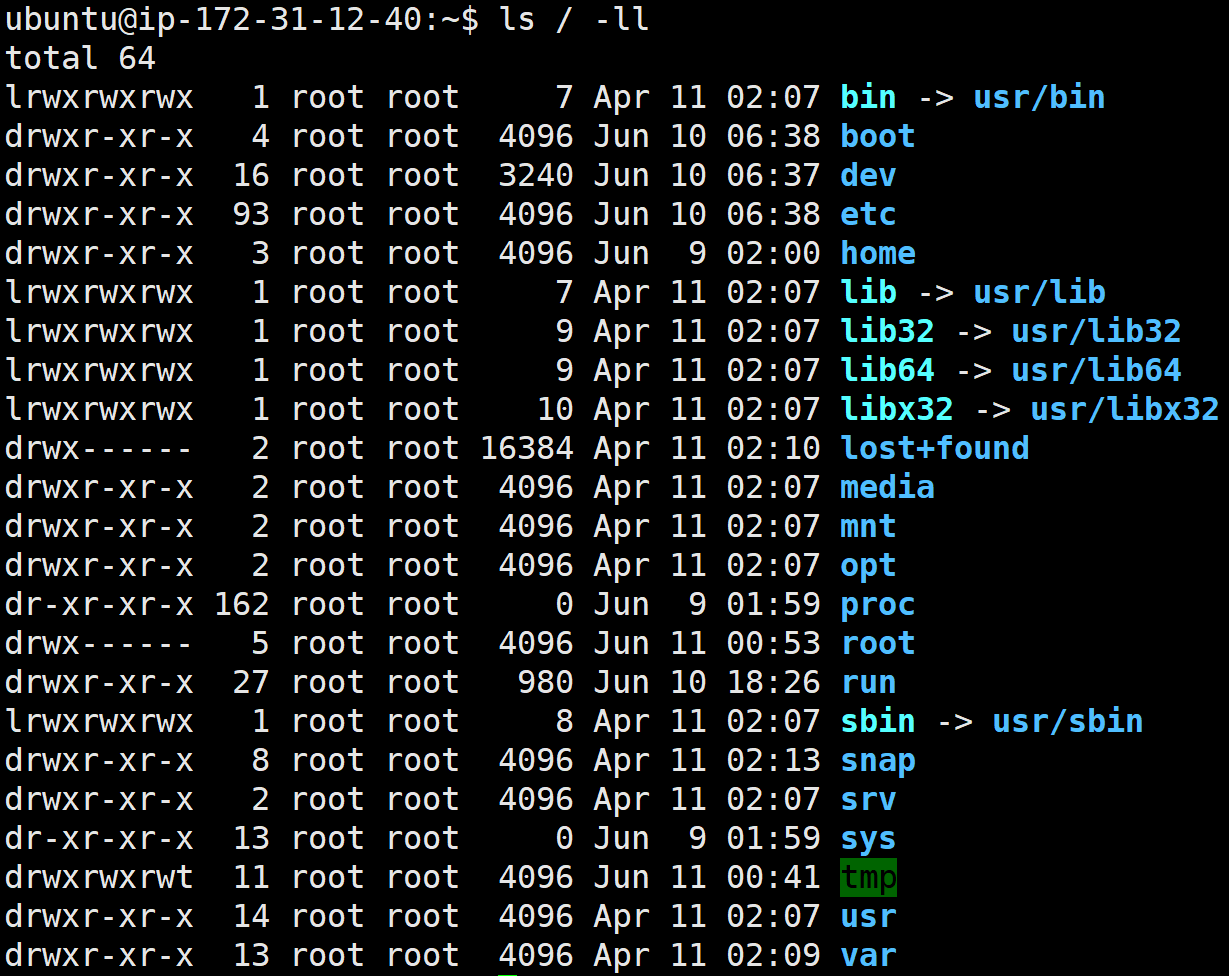 ubuntu@ip-172-31-12-40:~$ ls / -ll
total 64
lrwxrwxrwx   1 root root     7 Apr 11 02:07 bin -> usr/bin
drwxr-xr-x   4 root root  4096 Jun 10 06:38 boot
drwxr-xr-x  16 root root  3240 Jun 10 06:37 dev
drwxr-xr-x  93 root root  4096 Jun 10 06:38 etc
drwxr-xr-x   3 root root  4096 Jun  9 02:00 home
lrwxrwxrwx   1 root root     7 Apr 11 02:07 lib -> usr/lib
lrwxrwxrwx   1 root root     9 Apr 11 02:07 lib32 -> usr/lib32
lrwxrwxrwx   1 root root     9 Apr 11 02:07 lib64 -> usr/lib64
lrwxrwxrwx   1 root root    10 Apr 11 02:07 libx32 -> usr/libx32
drwx------   2 root root 16384 Apr 11 02:10 lost+found
drwxr-xr-x   2 root root  4096 Apr 11 02:07 media
drwxr-xr-x   2 root root  4096 Apr 11 02:07 mnt
drwxr-xr-x   2 root root  4096 Apr 11 02:07 opt
dr-xr-xr-x 162 root root     0 Jun  9 01:59 proc
drwx------   5 root root  4096 Jun 11 00:53 root
drwxr-xr-x  27 root root   980 Jun 10 18:26 run
lrwxrwxrwx   1 root root     8 Apr 11 02:07 sbin -> usr/sbin
drwxr-xr-x   8 root root  4096 Apr 11 02:13 snap
drwxr-xr-x   2 root root  4096 Apr 11 02:07 srv
dr-xr-xr-x  13 root root     0 Jun  9 01:59 sys
drwxrwxrwt  11 root root  4096 Jun 11 00:41 tmp
drwxr-xr-x  14 root root  4096 Apr 11 02:07 usr
drwxr-xr-x  13 root root  4096 Apr 11 02:09 var